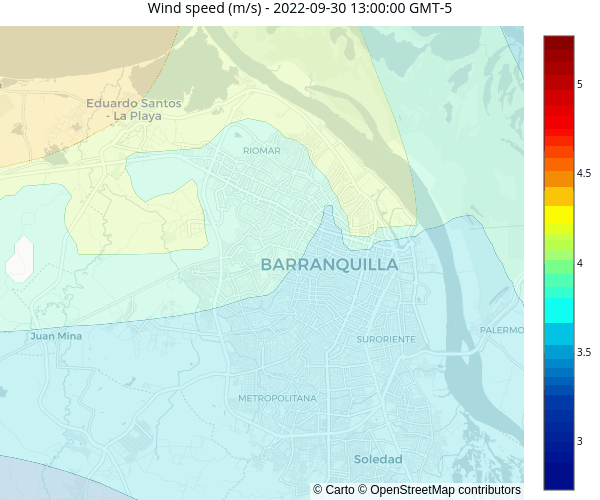 Wind speed (m/s) - 2022-09-30 13:00:00 GMT-5
Eduardo Santos
- La Playa
RIOMAR
BARRANQUILLA
Juan Mina
SURORIENTE
PALERMO
METROPOLITANA
Soledad
© Carto © OpenStreetMap contributors
5
4.5
4
3.5
3